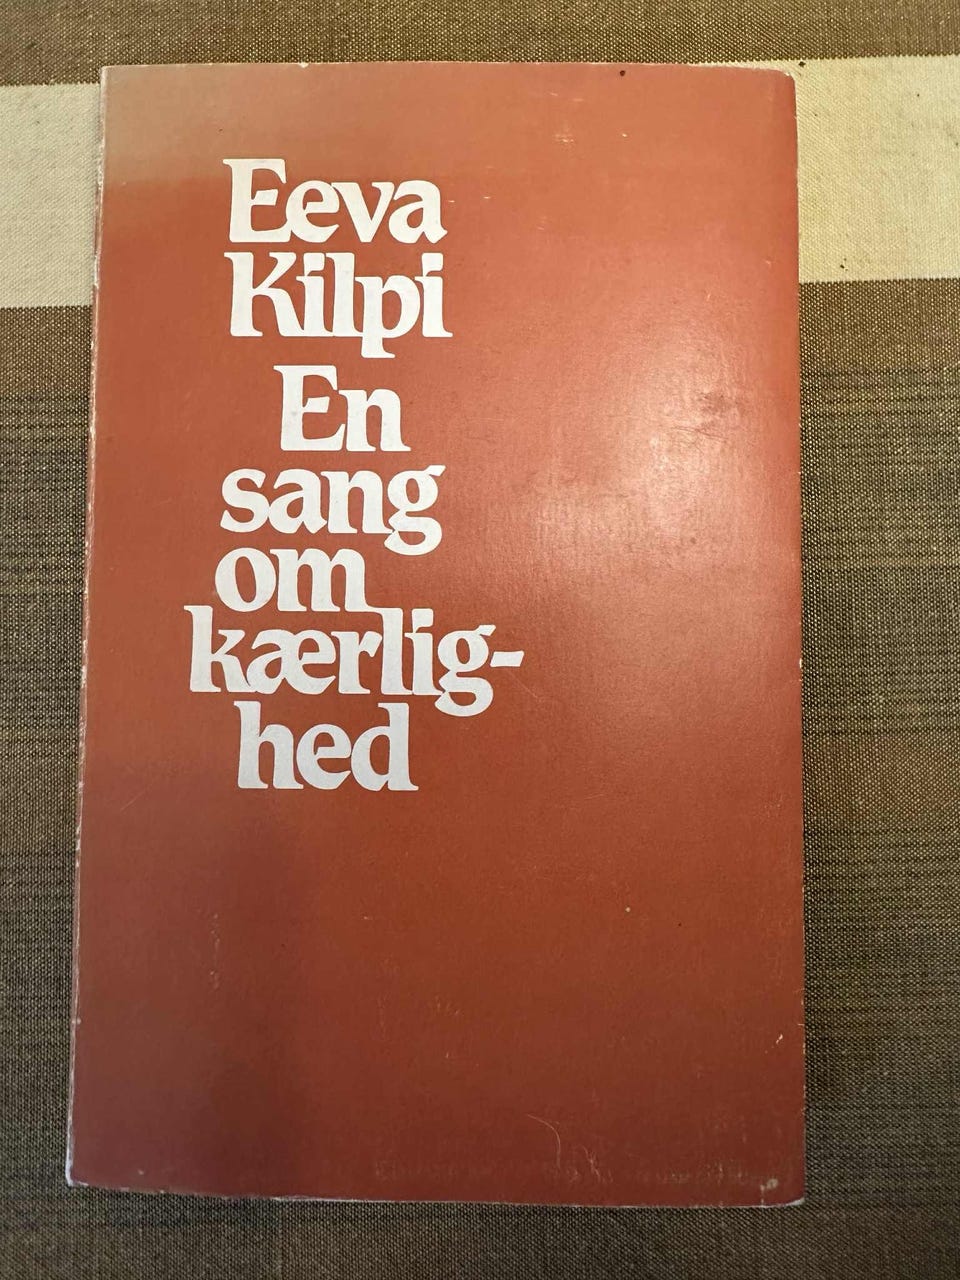 Eeva
Kilpi
En
sang
om
kærlig-
hed